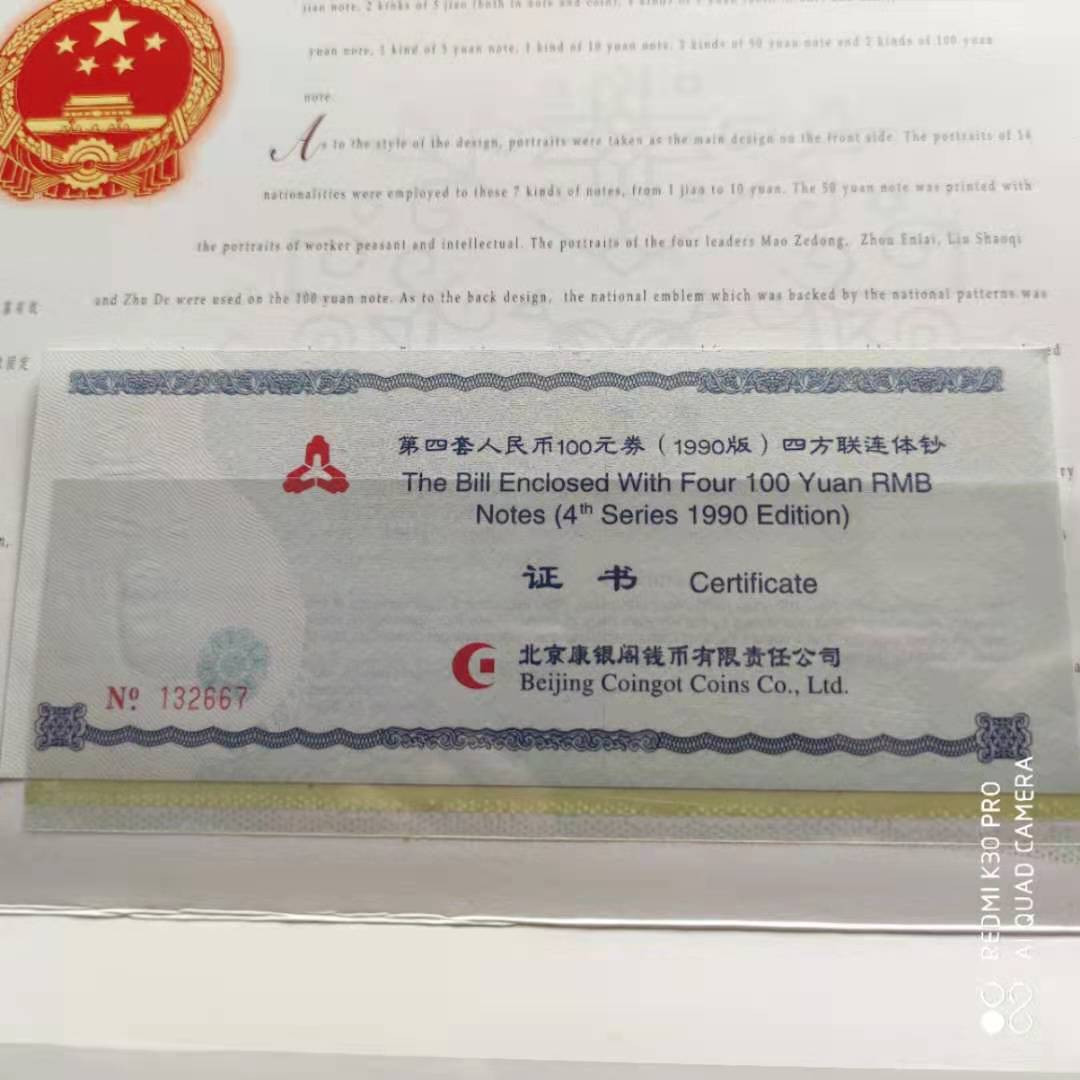 jiao note, 2 kinds of 5 jiao (both in note and coin),
yuan note, 1 kind of 5 yuan note, 1 kind of 10 yuan note, 2 kinds of 50 yuan note and 2 kinds of 100 yuan
note.
As to the style of the design, portraits were taken as the main design on the front side. The portraits of 14
nationalities were employed to these 7 kinds of notes, from 1 jiao to 10 yuan. The 50 yuan note was printed with
the portraits of worker peasant and intellectual. The portraits of the four leaders Mao Zedong, Zhou Enlai, Liu Shaoqi
and Zhu De were used on the 100 yuan note. As to the back design, the national emblem which was backed by the national patterns was
第四套人民币100元券（1990版）四方联连体钞
The Bill Enclosed With Four 100 Yuan RMB
Notes (4th Series 1990 Edition)
证 书 Certificate
北京康银阁钱币有限责任公司
Beijing Coingot Coins Co., Ltd.
Nº 132667
REDMI K30 PRO
AI QUAD CAMERA